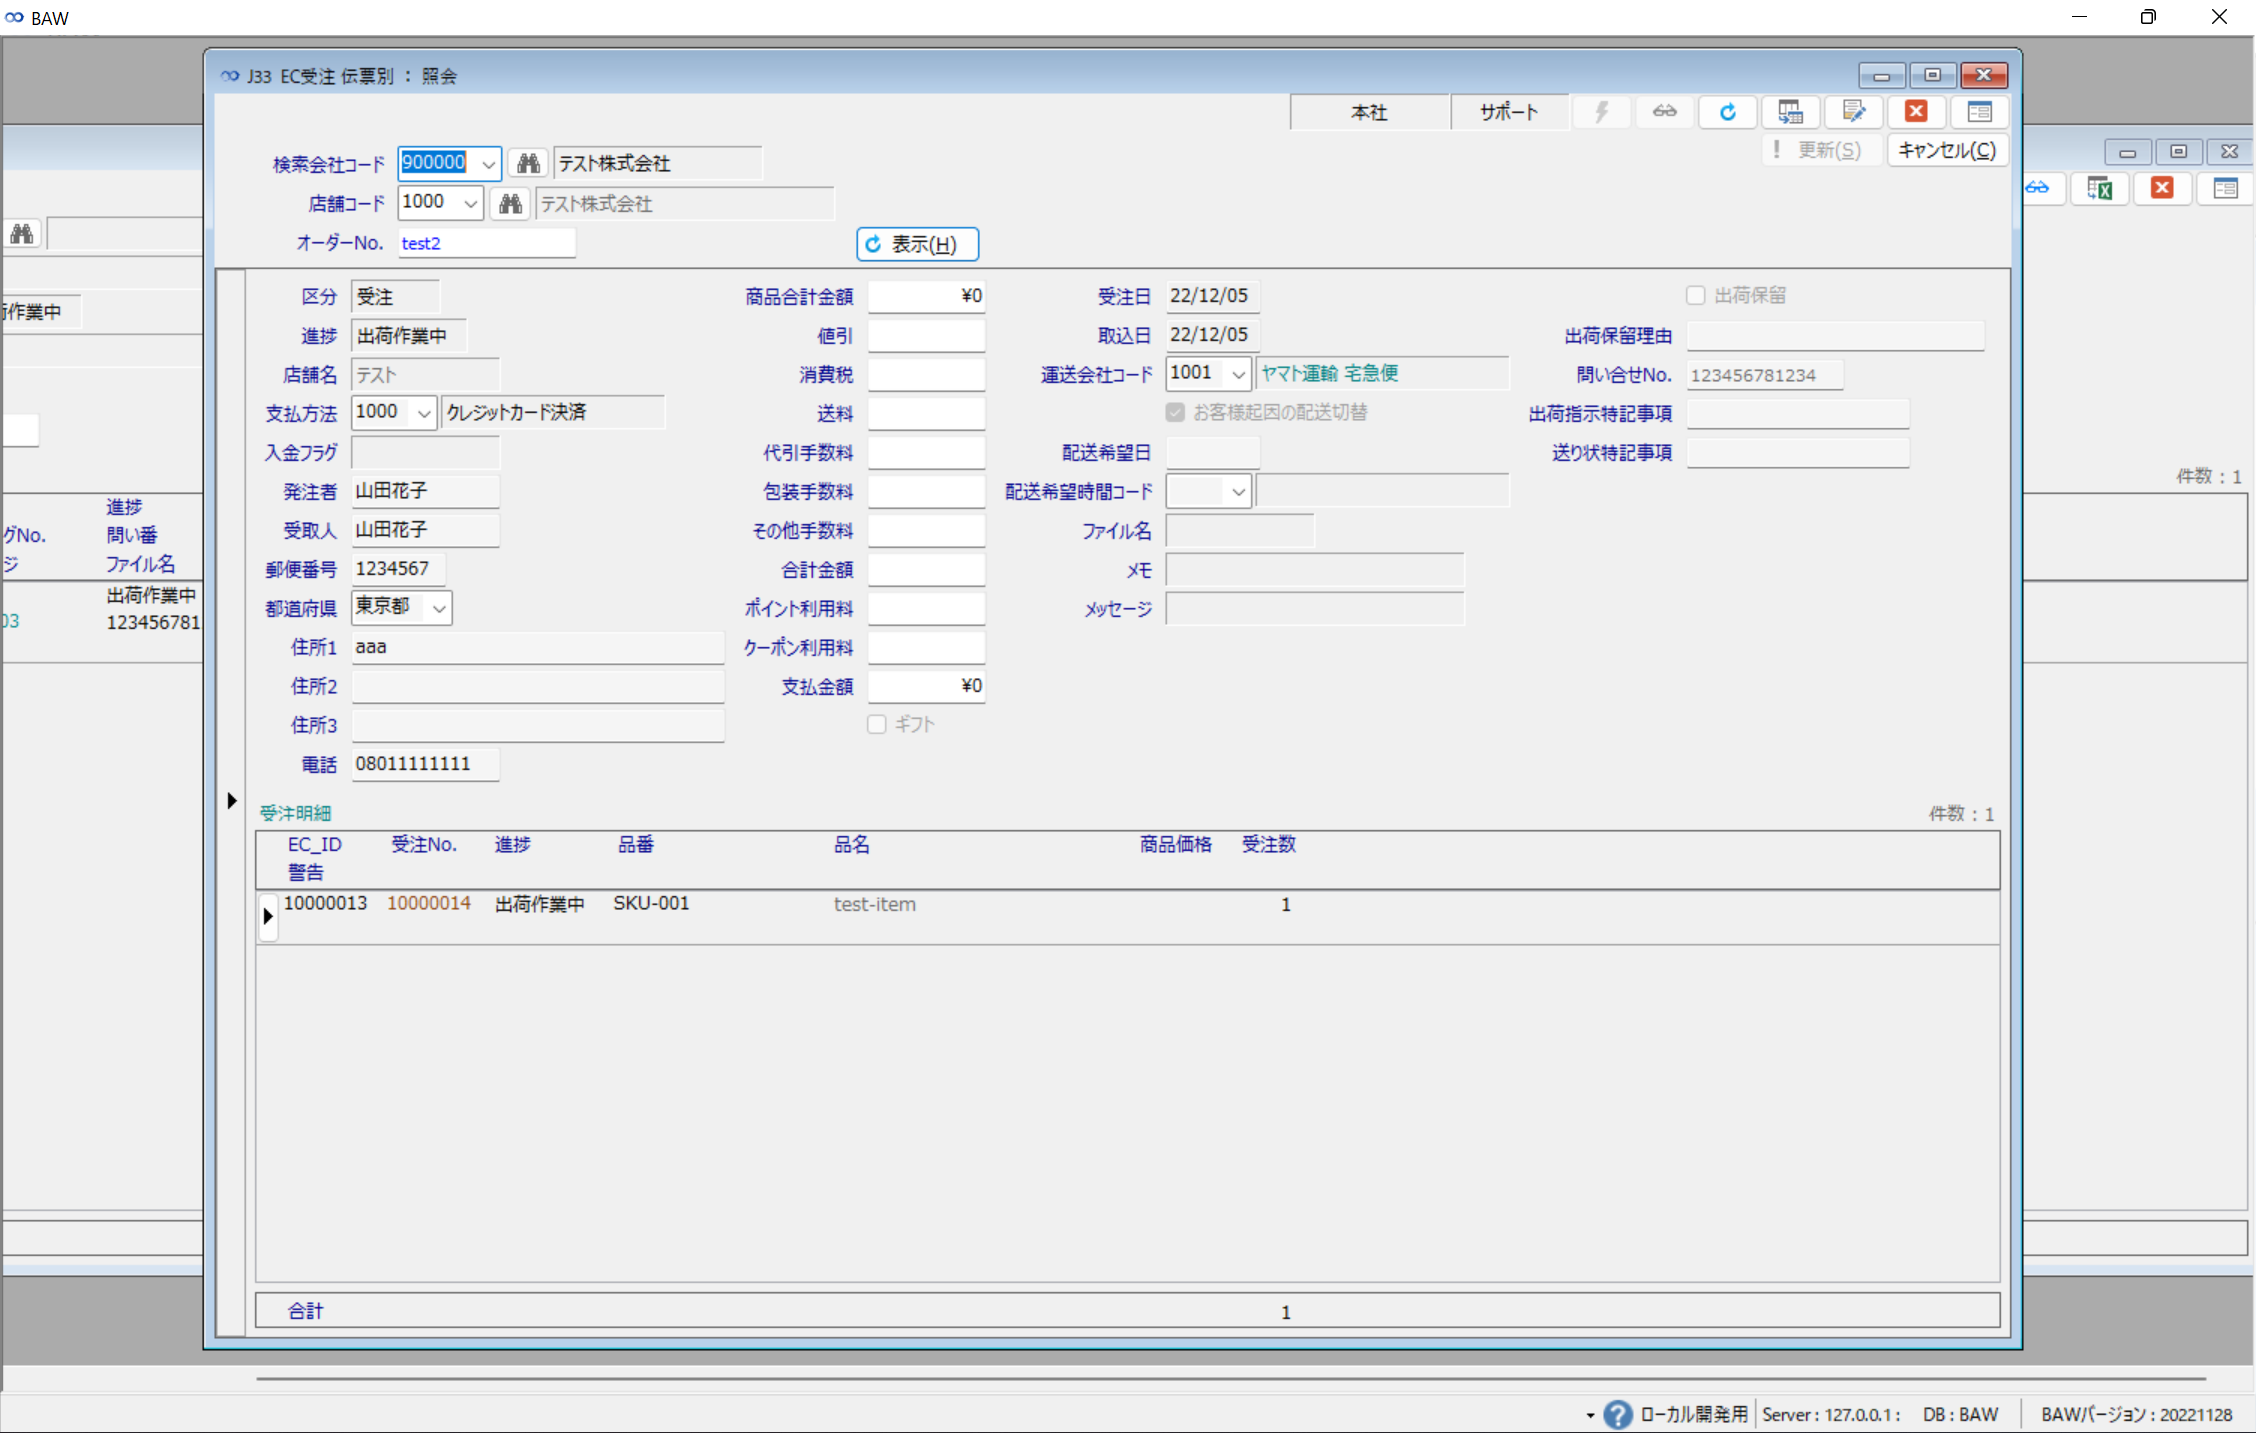 BAW
J33 EC受注 伝票別 ： 照会
本社 サポート
! 更新(S) キャンセル(C)
検索会社コード 900000 テスト株式会社
店舗コード 1000 テスト株式会社
オーダーNo. test2 表示(H)
区分 受注 商品合計金額 ¥0 受注日 22/12/05 出荷保留
進捗 出荷作業中 値引 取込日 22/12/05 出荷保留理由
店舗名 テスト 消費税 運送会社コード 1001 ヤマト運輸 宅急便 問い合せNo. 123456781234
支払方法 1000 クレジットカード決済 送料 お客様起因の配送切替 出荷指示特記事項
入金フラグ 代引手数料 配送希望日 送り状特記事項
発注者 山田花子 包装手数料 配送希望時間コード
受取人 山田花子 その他手数料 ファイル名
郵便番号 1234567 合計金額 メモ
都道府県 東京都 ポイント利用料 メッセージ
住所1 aaa クーポン利用料
住所2 支払金額 ¥0
住所3 ギフト
電話 08011111111
受注明細 件数 : 1
EC_ID 受注No. 進捗 品番 品名 商品価格 受注数
警告
10000013 10000014 出荷作業中 SKU-001 test-item 1
合計 1
作業中
件数 : 1
進捗
グNo. 問い番
ジ ファイル名
出荷作業中
03 123456781
ローカル開発用 Server : 127.0.0.1 : DB : BAW BAWバージョン : 20221128